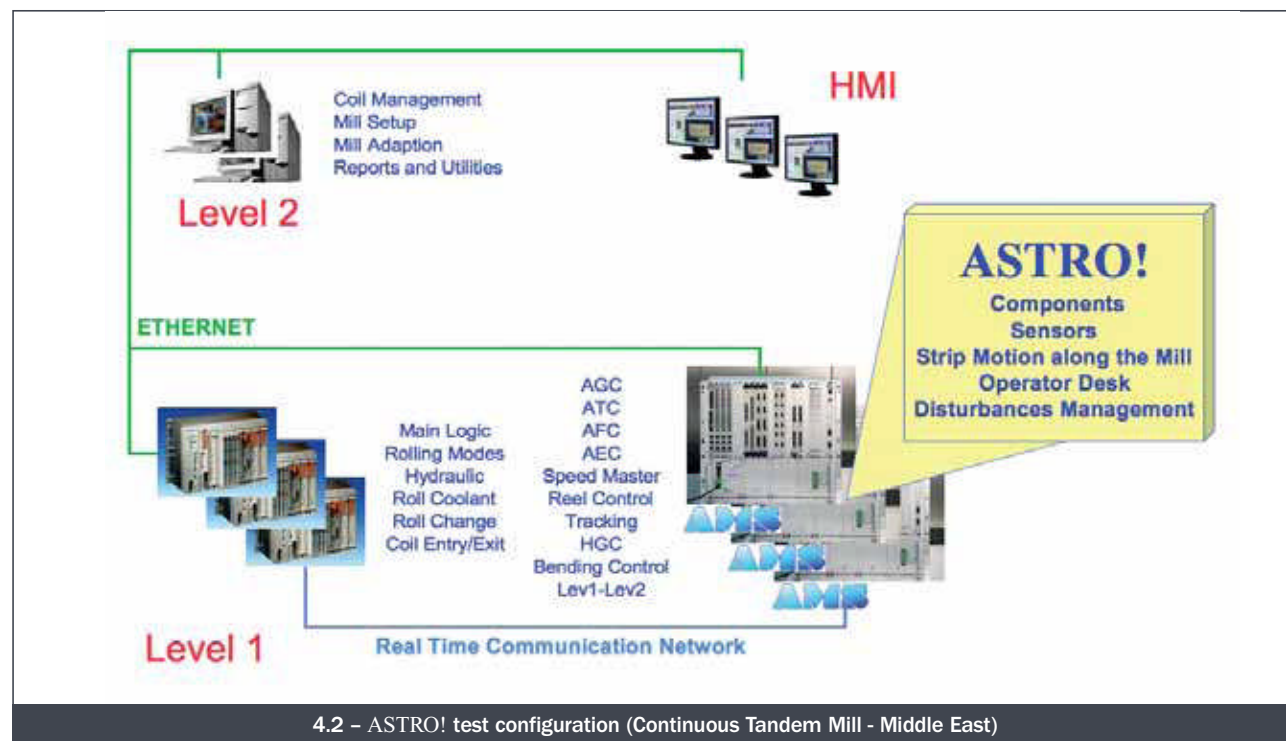 HMI
Coil Management
Mill Setup
Mill Adaption
Reports and Utilities
Level 2
ASTRO!
Components
Sensors
Strip Motion along the Mill
Operator Desk
Disturbances Management
ETHERNET
Main Logic
Rolling Modes
Hydraulic
Roll Coolant
Roll Change
Coil Entry/Exit
AGC
ATC
AFC
AEC
Speed Master
Reel Control
Tracking
HGC
Bending Control
Lev1-Lev2
Level 1
Real Time Communication Network
4.2 – ASTRO! test configuration (Continuous Tandem Mill - Middle East)